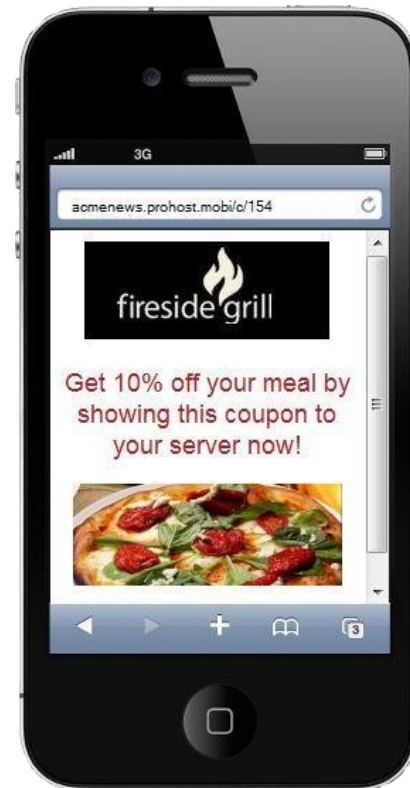 3G
acmenews.prohost.mobi/c/154
fireside grill
Get 10% off your meal by
showing this coupon to
your server now!
3